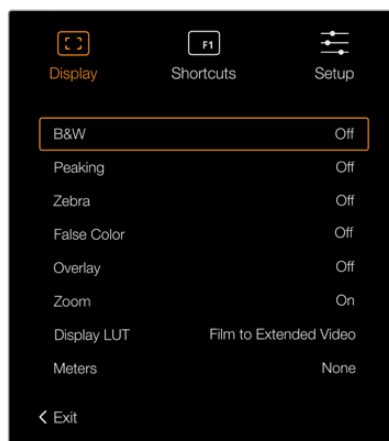 F1
Display Shortcuts Setup
B&W Off
Peaking Off
Zebra Off
False Color Off
Overlay Off
Zoom On
Display LUT Film to Extended Video
Meters None
Exit